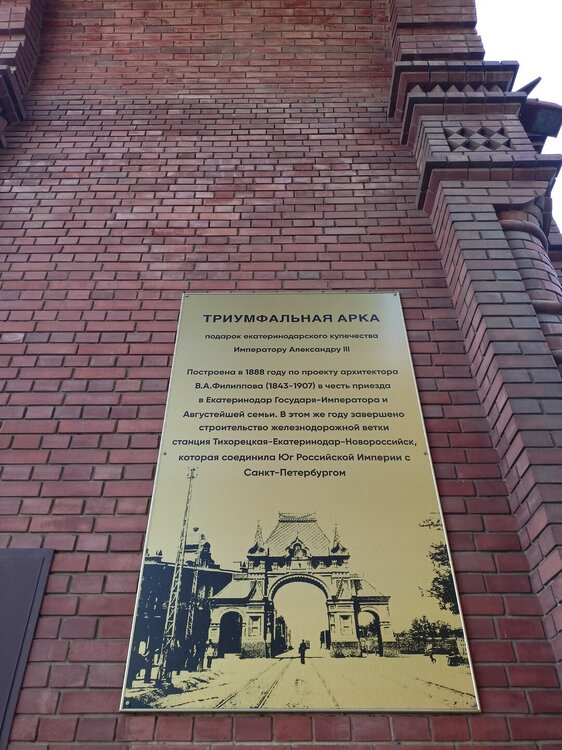 ТРИУМФАЛЬНАЯ АРКА
подарок екатеринодарского купечества
Императору Александру III
Построена в 1888 году по проекту архитектора
В.А.Филиппова (1843-1907) в честь приезда
в Екатеринодар Государя-Императора и
Августейшей семьи. В этом же году завершено
строительство железнодорожной ветки
станция Тихорецкая-Екатеринодар-Новороссийск,
которая соединила Юг Российской Империи с
Санкт-Петербургом